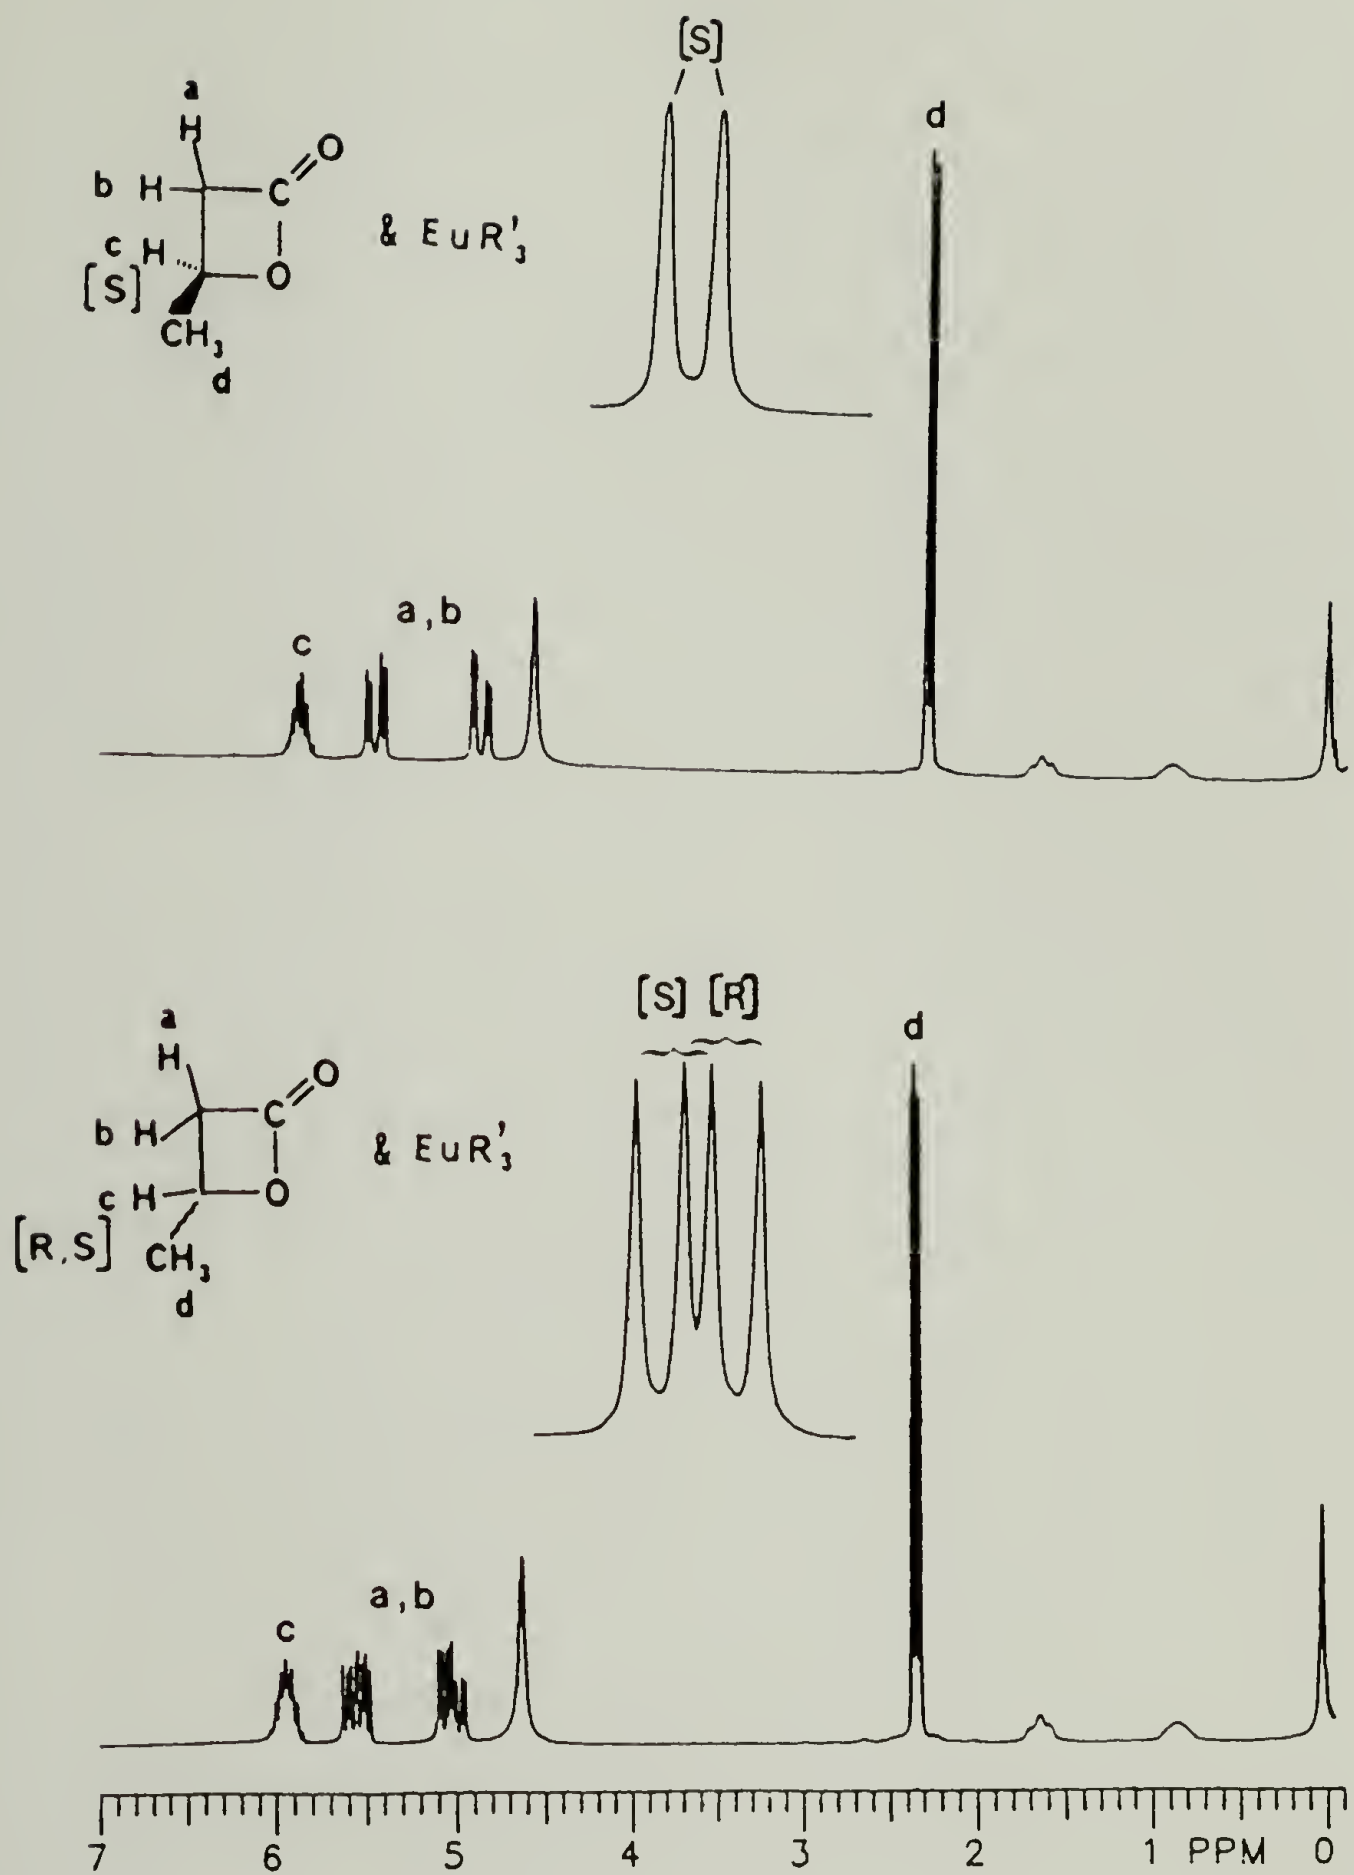 [S]
a
H
O
d
b H C
& EuR'₃
c H
[S] O
CH₃
d
a,b
c
[S] [R]
a
d
H
O
b H C
& EuR'₃
c H O
[R,S] CH₃
d
a,b
c
7 6 5 4 3 2 1 PPM 0